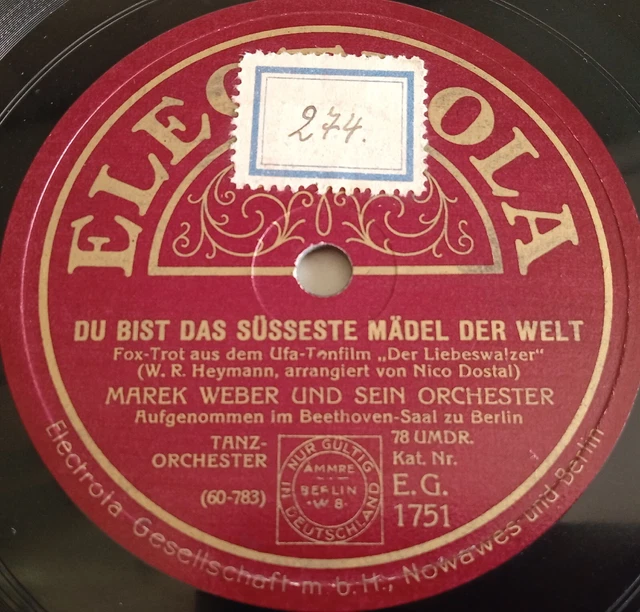 274.
DU BIST DAS SÜSSESTE MÄDEL DER WELT
Fox-Trot aus dem Ufa-Tonfilm „Der Liebeswalzer“
(W. R. Heymann, arrangiert von Nico Dostal)
MAREK WEBER UND SEIN ORCHESTER
Aufgenommen im Beethoven-Saal zu Berlin
TANZ-
ORCHESTER
(60-783)
NUR GÜLTIG
IN DEUTSCHLAND
AMMRE
BERLIN
·W 8·
78 UMDR.
Kat. Nr.
E.G.
1751
Electrola Gesellschaft m. b. H., Nowawes und Berlin